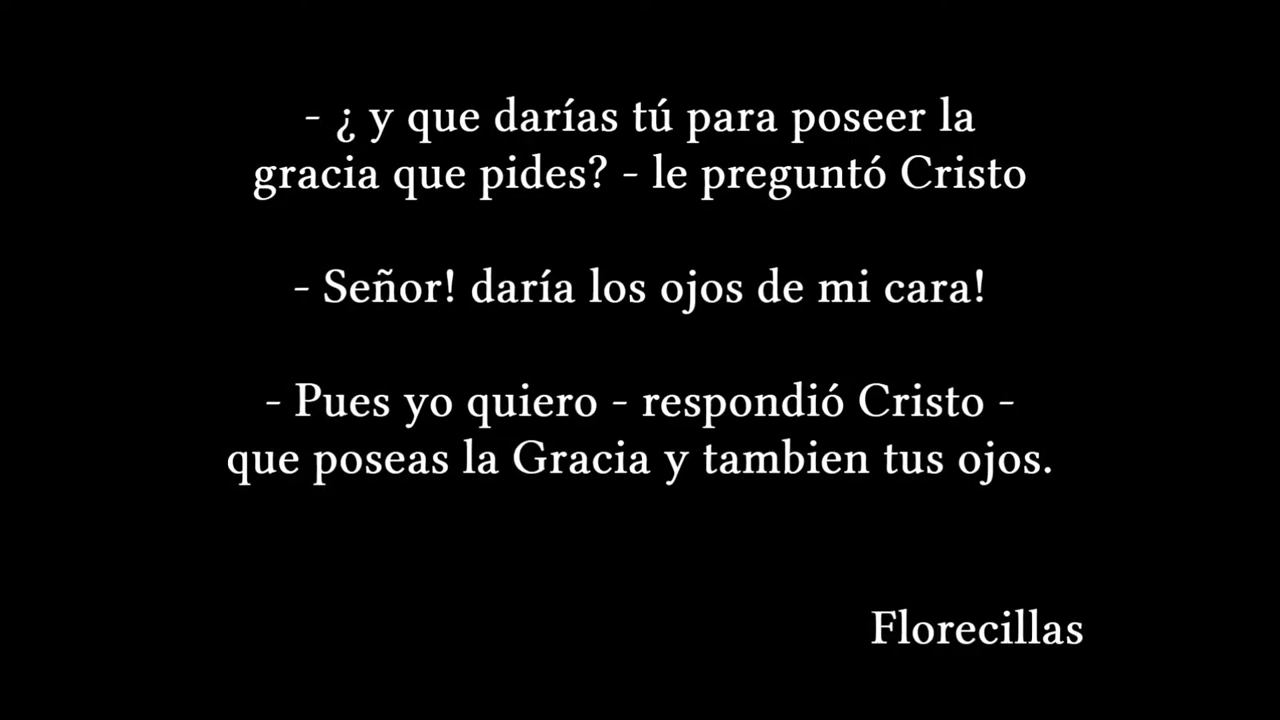 - ¿ y que darías tú para poseer la
gracia que pides? - le preguntó Cristo
- Señor! daría los ojos de mi cara!
- Pues yo quiero - respondió Cristo -
que poseas la Gracia y tambien tus ojos.
Florecillas